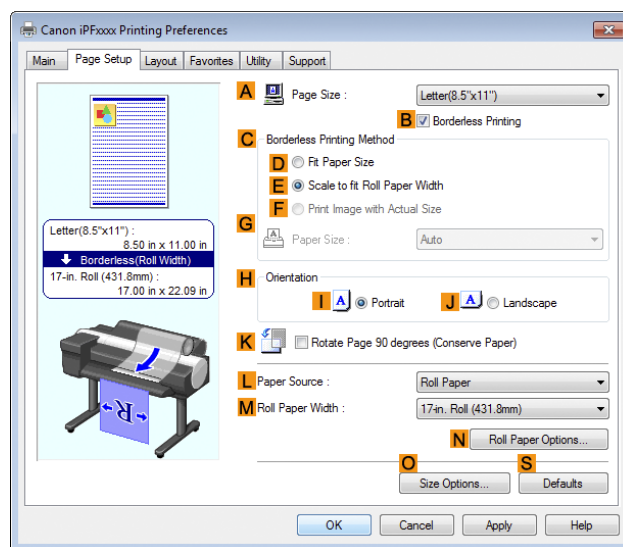 Canon iPFxxxx Printing Preferences
Main Page Setup Layout Favorites Utility Support
A Page Size : Letter(8.5"x11")
B Borderless Printing
C Borderless Printing Method
D Fit Paper Size
E Scale to fit Roll Paper Width
F Print Image with Actual Size
G Paper Size : Auto
Letter(8.5"x11") :
8.50 in x 11.00 in
Borderless(Roll Width)
17-in. Roll (431.8mm) :
17.00 in x 22.09 in
H Orientation
I A Portrait J A Landscape
K Rotate Page 90 degrees (Conserve Paper)
L Paper Source : Roll Paper
M Roll Paper Width : 17-in. Roll (431.8mm)
N Roll Paper Options...
R
O S
Size Options... Defaults
OK Cancel Apply Help